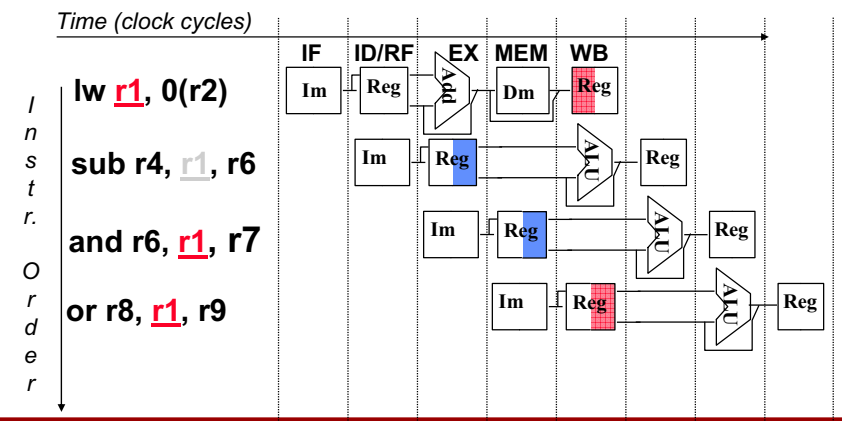 Time (clock cycles)
IF ID/RF EX MEM WB
Instr. Order
lw r1, 0(r2) Im Reg Add Dm Reg
sub r4, r1, r6 Im Reg ALU Reg
and r6, r1, r7 Im Reg ALU Reg
or r8, r1, r9 Im Reg ALU Reg